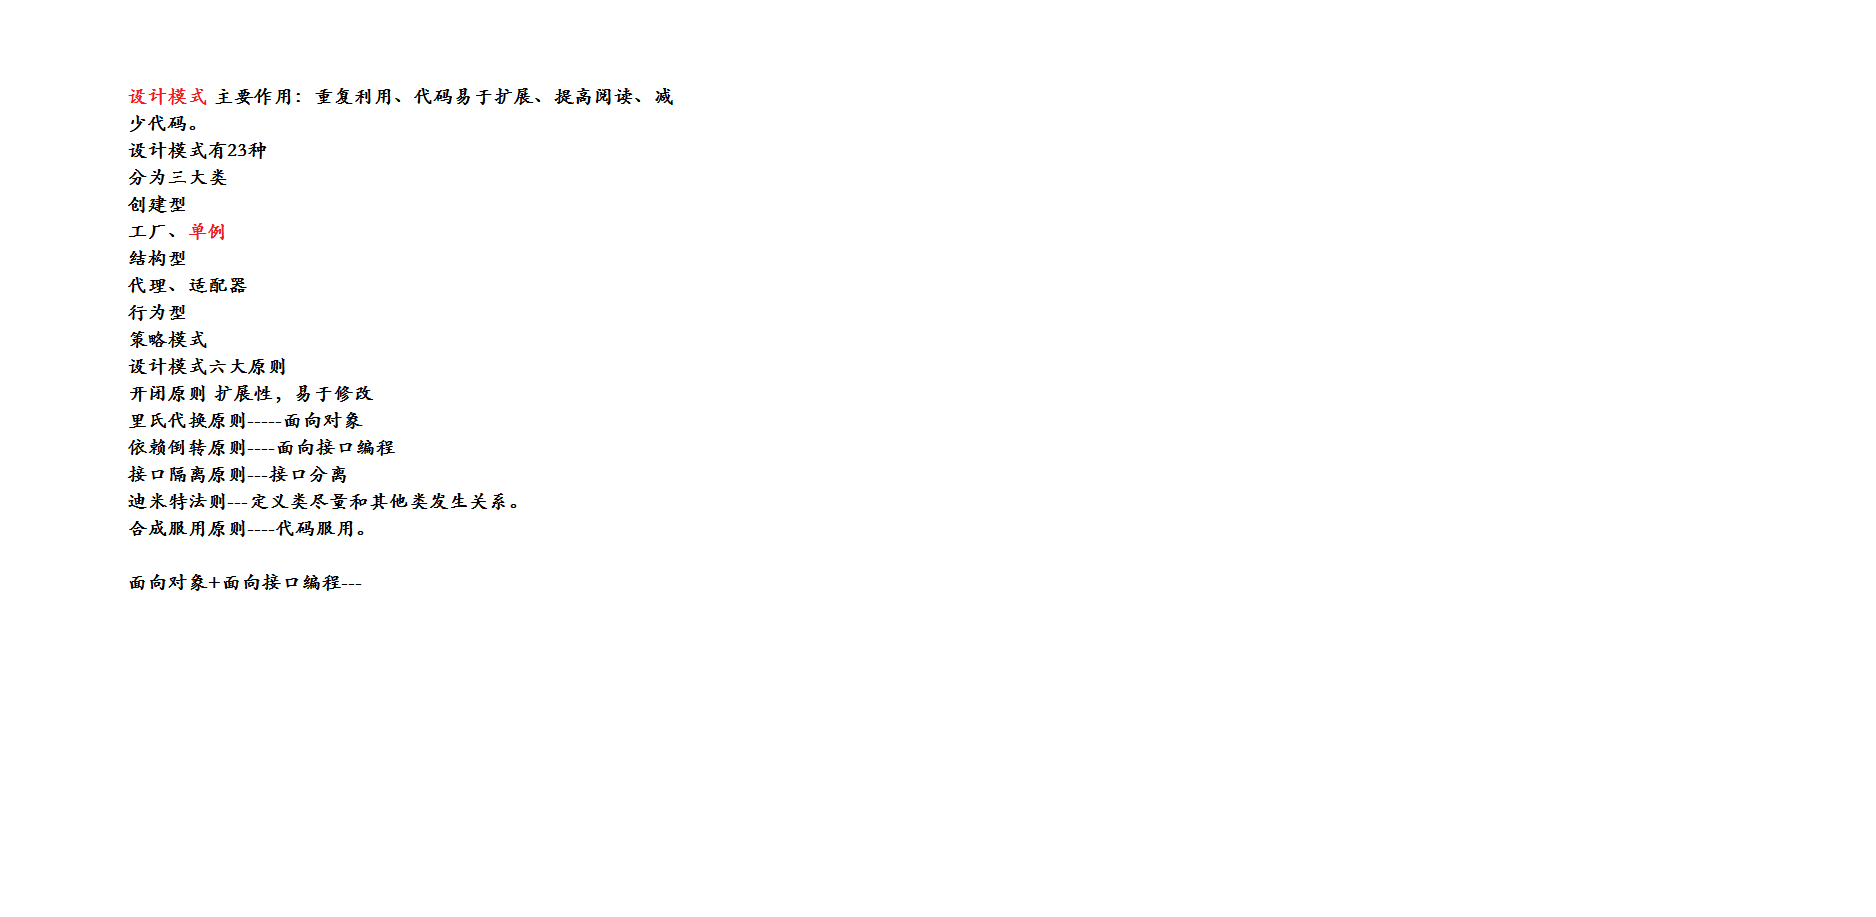 设计模式 主要作用：重复利用、代码易于扩展、提高阅读、减
少代码。
设计模式有23种
分为三大类
创建型
工厂、单例
结构型
代理、适配器
行为型
策略模式
设计模式六大原则
开闭原则 扩展性，易于修改
里氏代换原则-----面向对象
依赖倒转原则----面向接口编程
接口隔离原则---接口分离
迪米特法则---定义类尽量和其他类发生关系。
合成服用原则----代码服用。
面向对象+面向接口编程---